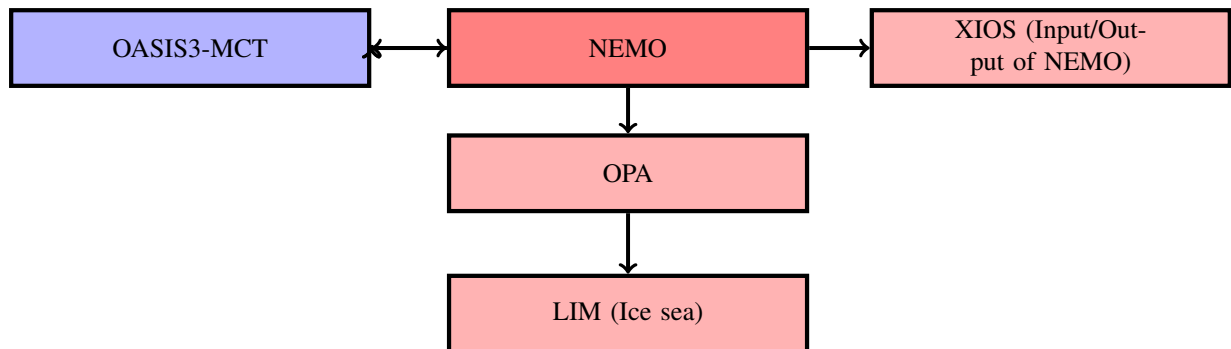 OASIS3-MCT
NEMO
XIOS (Input/Out-
put of NEMO)
OPA
LIM (Ice sea)